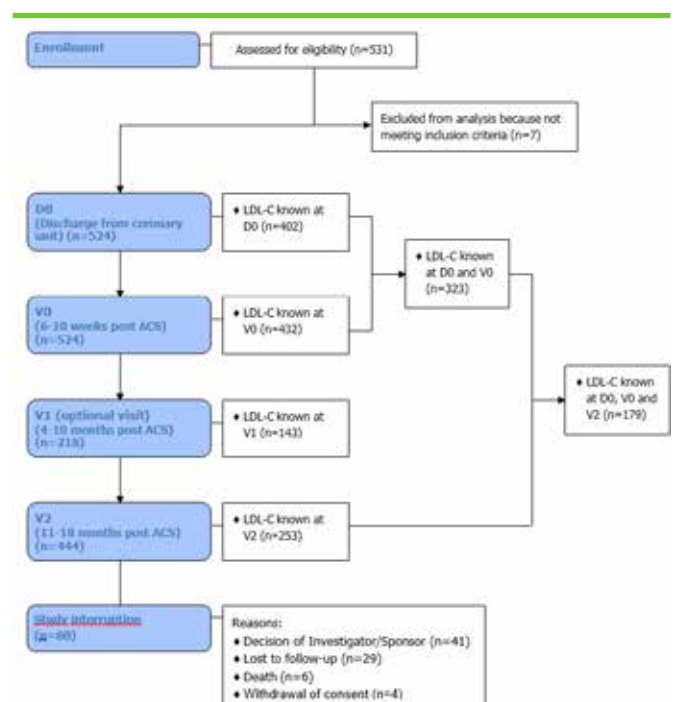 Enrollment
Assessed for eligibility (n=531)
Excluded from analysis because not
meeting inclusion criteria (n=7)
D0
(Discharge from coronary
unit) (n=524)
♦ LDL-C known at
D0 (n=402)
♦ LDL-C known
at D0 and V0
(n=323)
V0
(6-10 weeks post ACS)
(n=524)
♦ LDL-C known at
V0 (n=432)
♦ LDL-C known
at D0, V0 and
V2 (n=179)
V1 (optional visit)
(4-10 months post ACS)
(n=218)
♦ LDL-C known at
V1 (n=143)
V2
(11-18 months post ACS)
(n=444)
♦ LDL-C known at
V2 (n=253)
Study interruption
Reasons:
♦ Decision of Investigator/Sponsor (n=41)
♦ Lost to follow-up (n=29)
♦ Death (n=6)
♦ Withdrawal of consent (n=4)